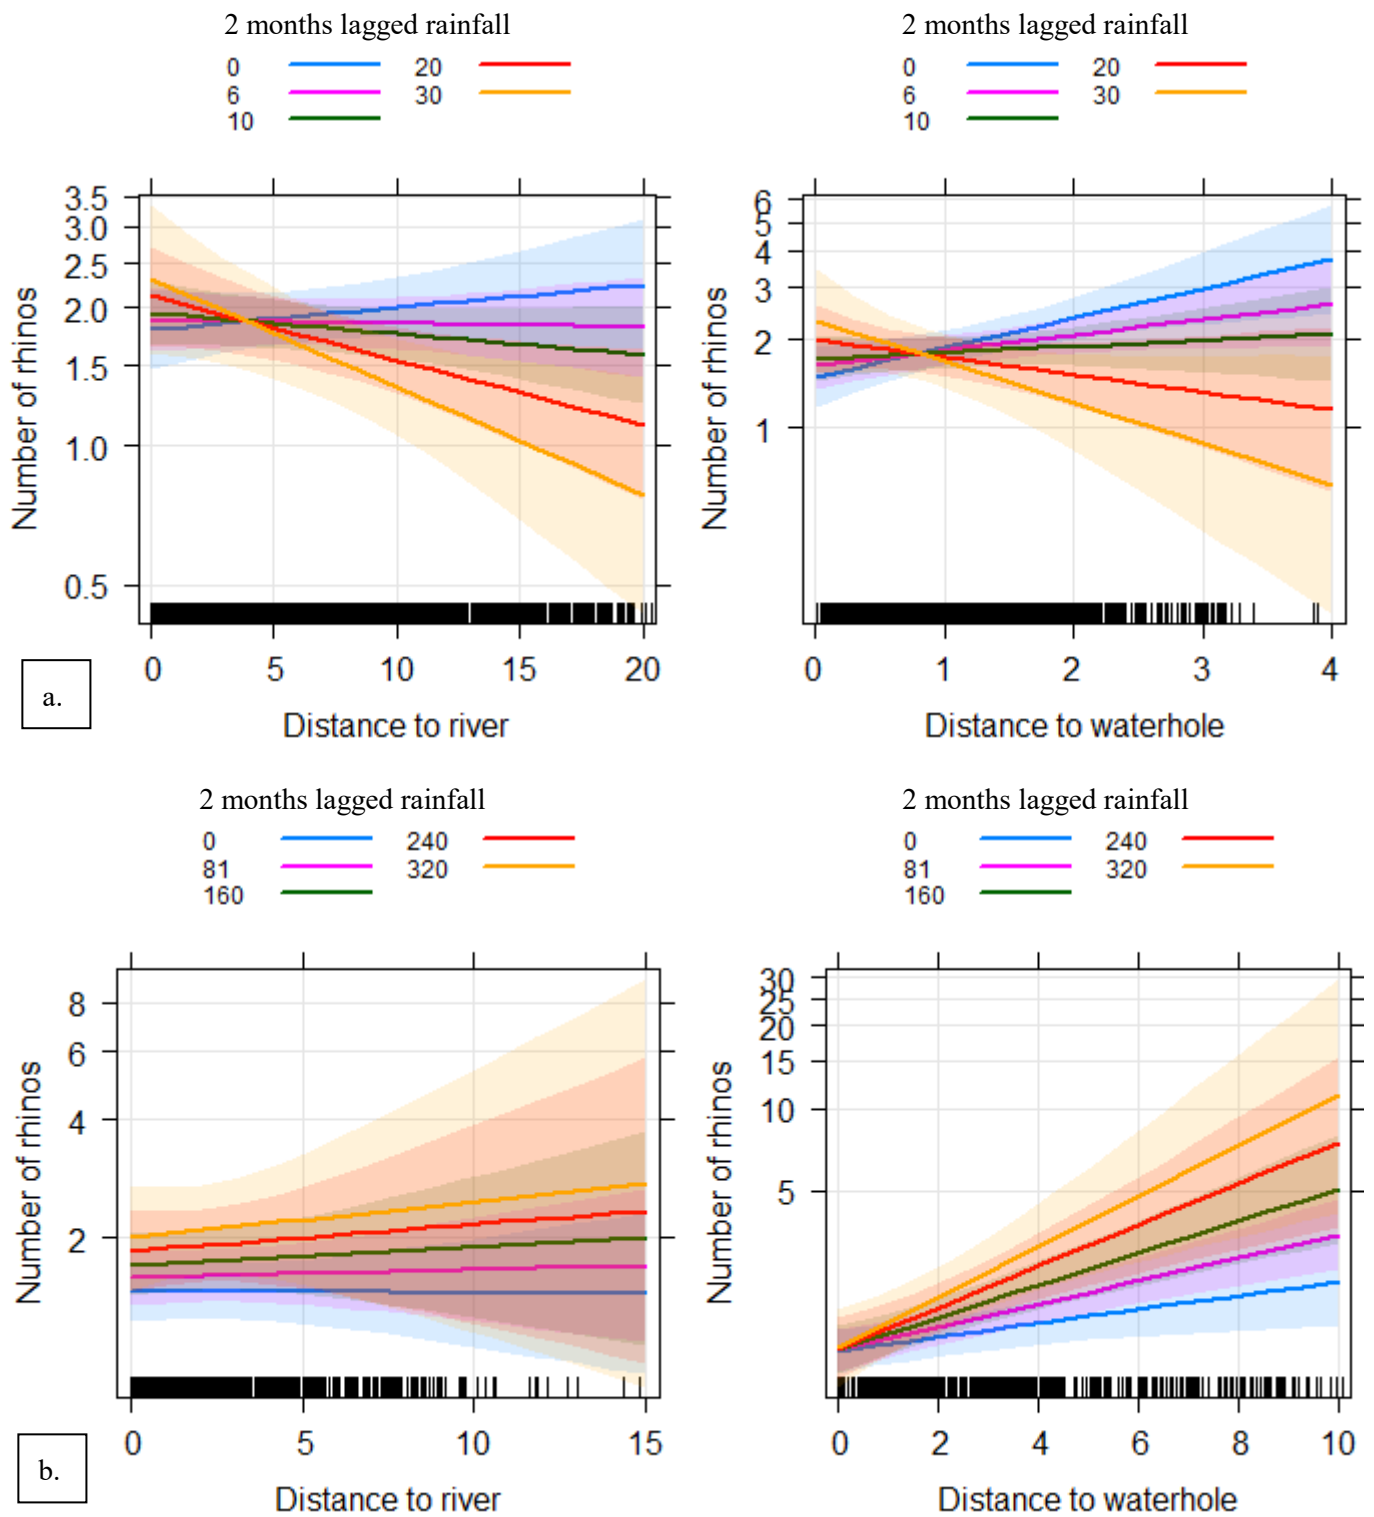 2 months lagged rainfall
0 20
6 30
10
3.5
3.0
2.5
2.0
1.5
1.0
0.5
Number of rhinos
0 5 10 15 20
Distance to river
a.
2 months lagged rainfall
0 20
6 30
10
6
5
4
3
2
1
Number of rhinos
0 1 2 3 4
Distance to waterhole
2 months lagged rainfall
0 240
81 320
160
8
6
4
2
Number of rhinos
0 5 10 15
Distance to river
b.
2 months lagged rainfall
0 240
81 320
160
30
25
20
15
10
5
Number of rhinos
0 2 4 6 8 10
Distance to waterhole